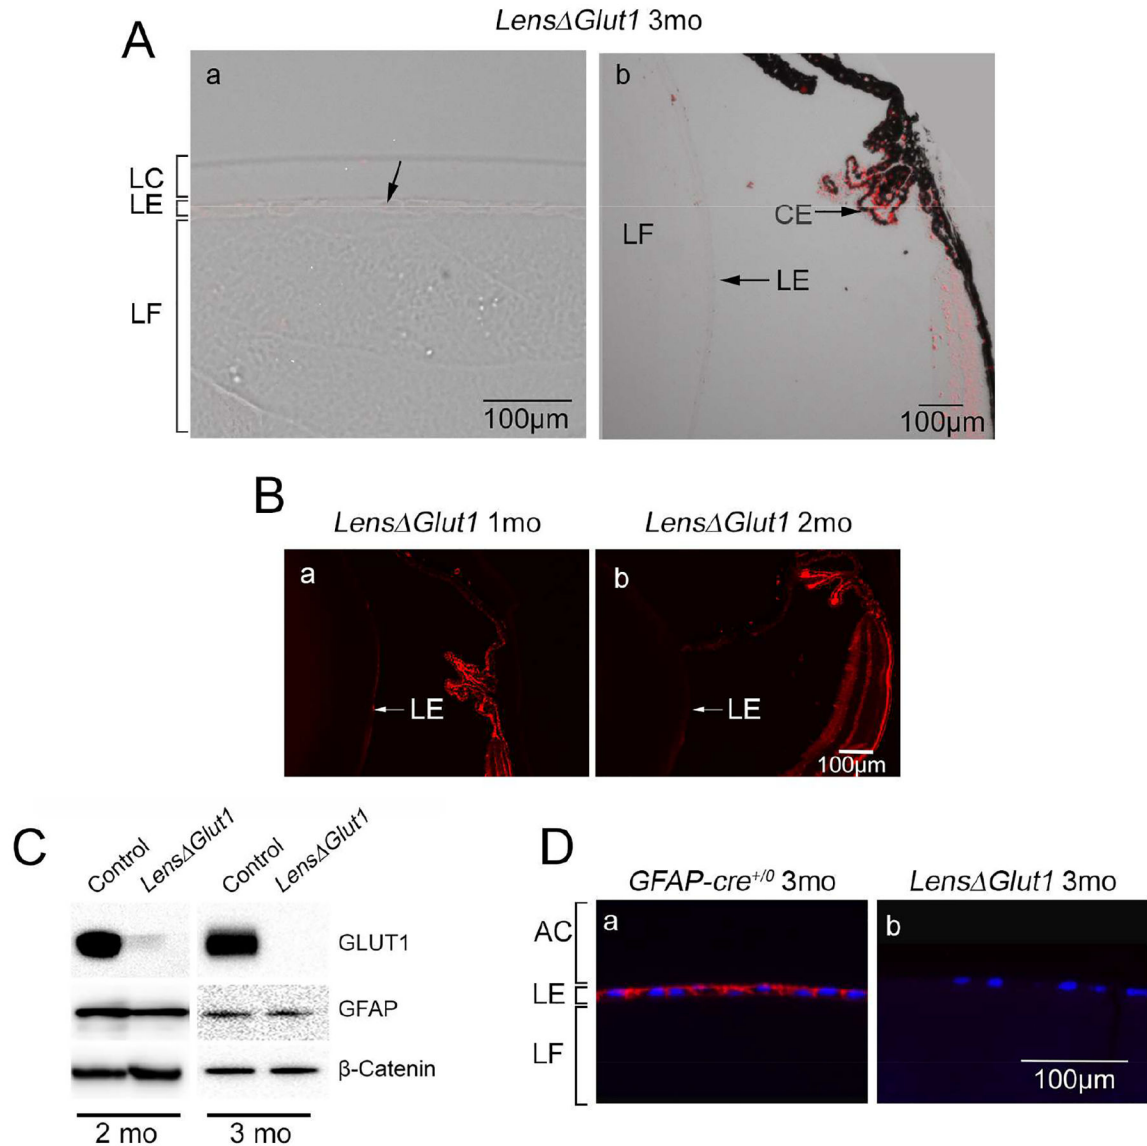 LensΔGlut1 3mo
A
a
b
LC
LE
LF
CE
LF
LE
100µm
100µm
B
LensΔGlut1 1mo
LensΔGlut1 2mo
a
b
LE
LE
100µm
C
Control
LensΔGlut1
Control
LensΔGlut1
GLUT1
GFAP
β-Catenin
2 mo
3 mo
D
GFAP-cre+/0 3mo
LensΔGlut1 3mo
a
b
AC
LE
LF
100µm